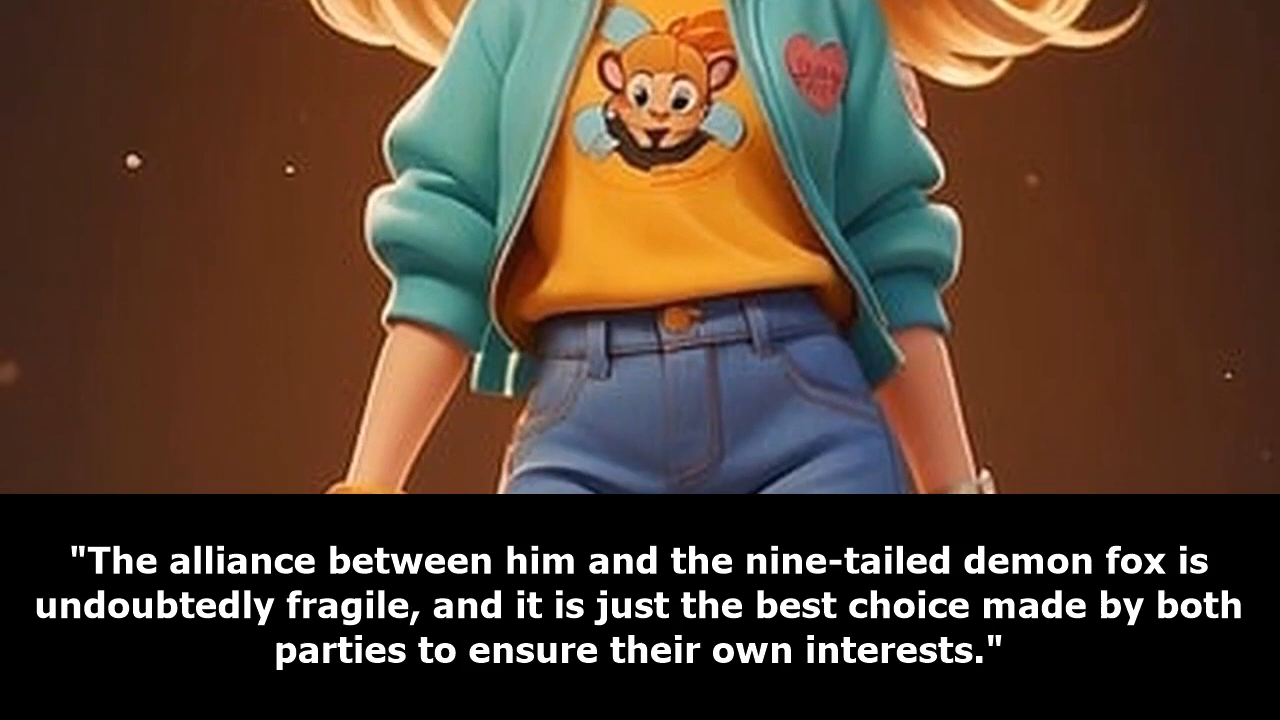 "The alliance between him and the nine-tailed demon fox is
undoubtedly fragile, and it is just the best choice made by both
parties to ensure their own interests."